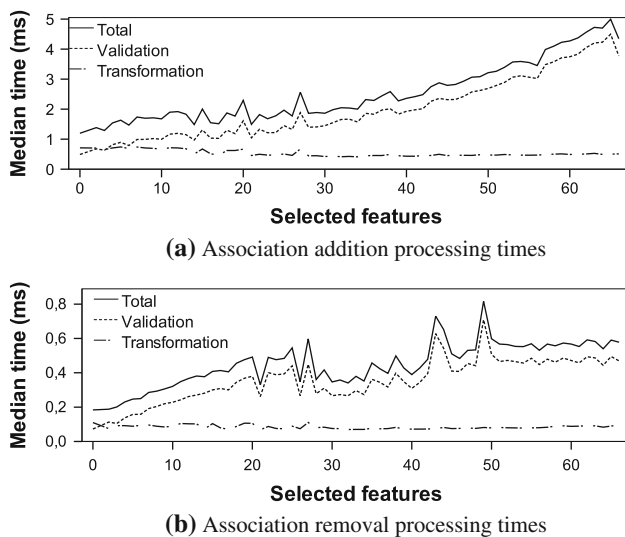 Median time (ms)
5
4
3
2
1
0
Total
Validation
Transformation
0 10 20 30 40 50 60
Selected features
(a) Association addition processing times
Median time (ms)
0,8
0,6
0,4
0,2
0,0
Total
Validation
Transformation
0 10 20 30 40 50 60
Selected features
(b) Association removal processing times